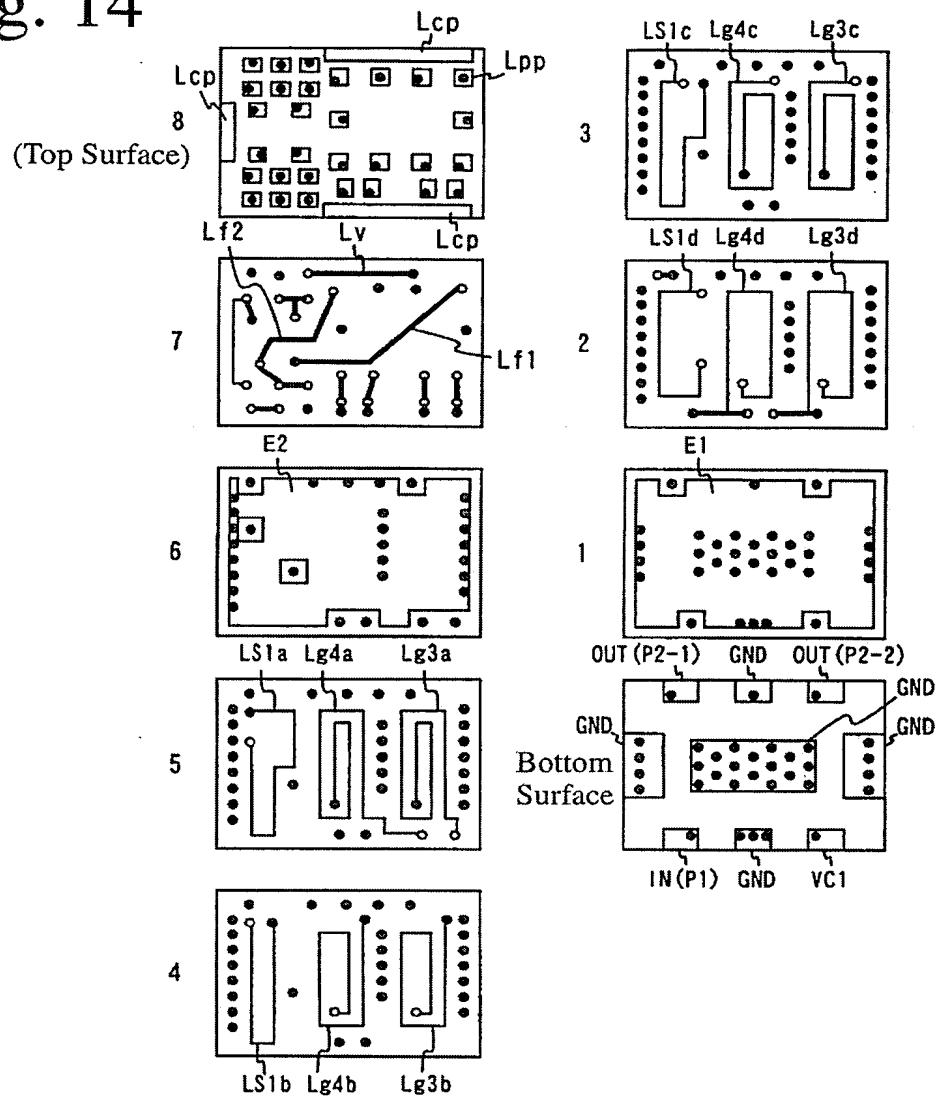 g. 14
Lcp
Lcp
Lpp
8
(Top Surface)
Lcp
Lf2
Lv
7
Lf1
E2
6
LS1a
Lg4a
Lg3a
5
4
LS1b
Lg4b
Lg3b
LS1c
Lg4c
Lg3c
3
LS1d
Lg4d
Lg3d
2
E1
1
OUT(P2-1)
GND
OUT(P2-2)
GND
GND
GND
Bottom
Surface
IN(P1)
GND
VC1